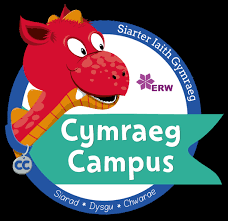 Siarter Iaith Gymraeg
ERW
Cymraeg
Campus
CC
Siarad • Dysgu • Chwarae